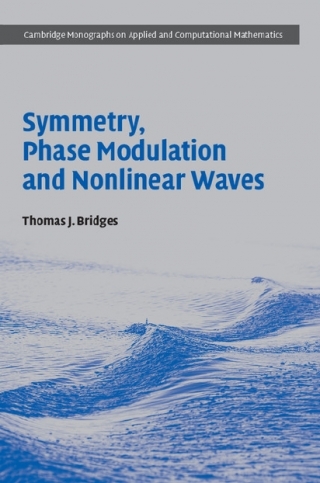 Cambridge Monographs on Applied and Computational Mathematics
Symmetry,
Phase Modulation
and Nonlinear Waves
Thomas J. Bridges